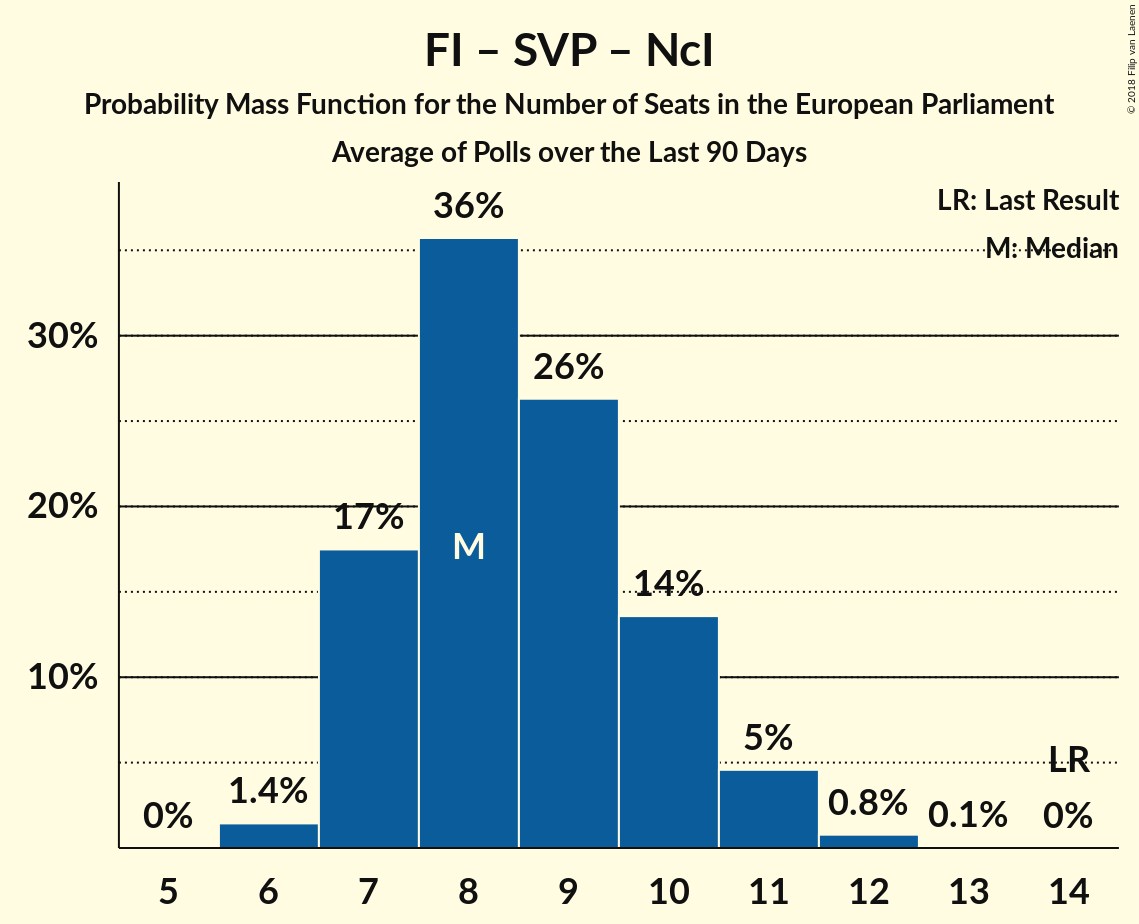 FI – SVP – NcI
Probability Mass Function for the Number of Seats in the European Parliament
Average of Polls over the Last 90 Days
© 2018 Filip van Laenen
LR: Last Result
M: Median
36%
30%
26%
20%
17%
M
14%
10%
5%
LR
1.4%
0.8%
0%
0.1%
0%
5 6 7 8 9 10 11 12 13 14